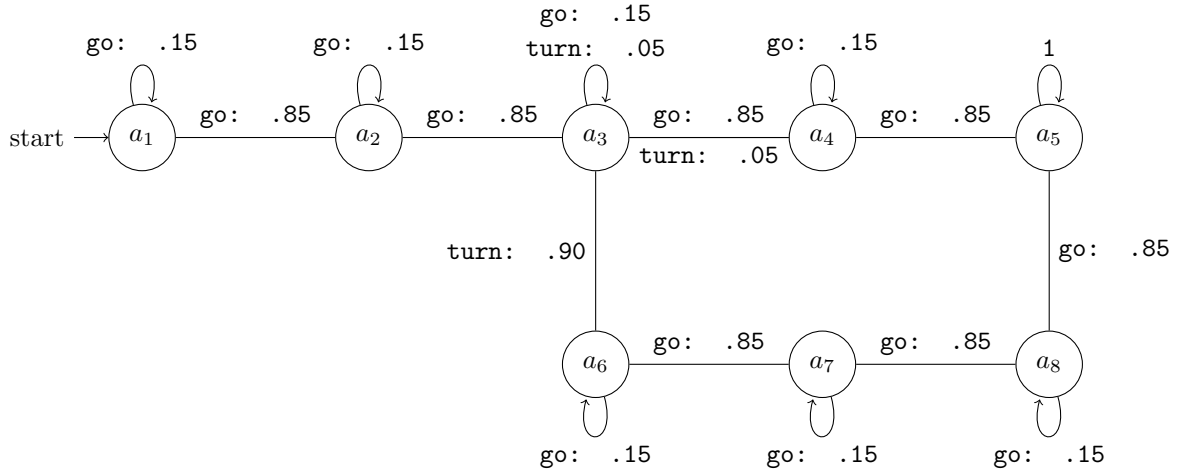 go: .15
go: .15 go: .15 turn: .05 go: .15 1
go: .85 go: .85 go: .85 go: .85
start a1 a2 a3 a4 a5
turn: .05
turn: .90 go: .85
go: .85 go: .85
a6 a7 a8
go: .15 go: .15 go: .15